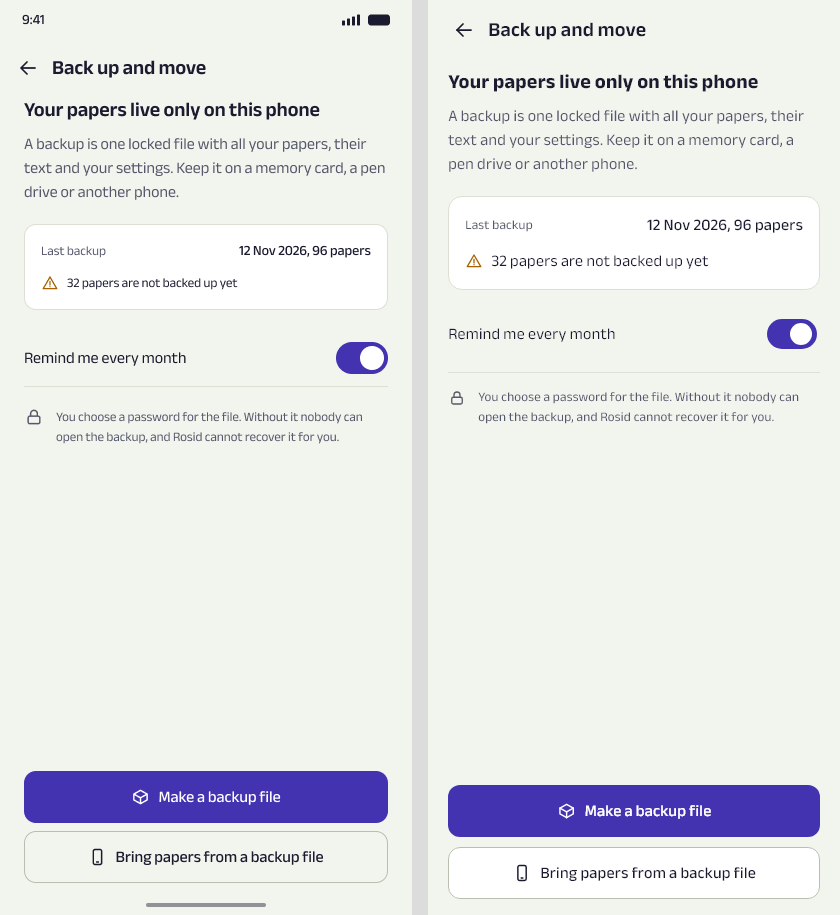 9:41
Back up and move
Your papers live only on this phone
A backup is one locked file with all your papers, their
text and your settings. Keep it on a memory card, a pen
drive or another phone.
Last backup 12 Nov 2026, 96 papers
32 papers are not backed up yet
Remind me every month
You choose a password for the file. Without it nobody can
open the backup, and Rosid cannot recover it for you.
Make a backup file
Bring papers from a backup file
Back up and move
Your papers live only on this phone
A backup is one locked file with all your papers, their
text and your settings. Keep it on a memory card, a
pen drive or another phone.
Last backup 12 Nov 2026, 96 papers
32 papers are not backed up yet
Remind me every month
You choose a password for the file. Without it nobody can
open the backup, and Rosid cannot recover it for you.
Make a backup file
Bring papers from a backup file